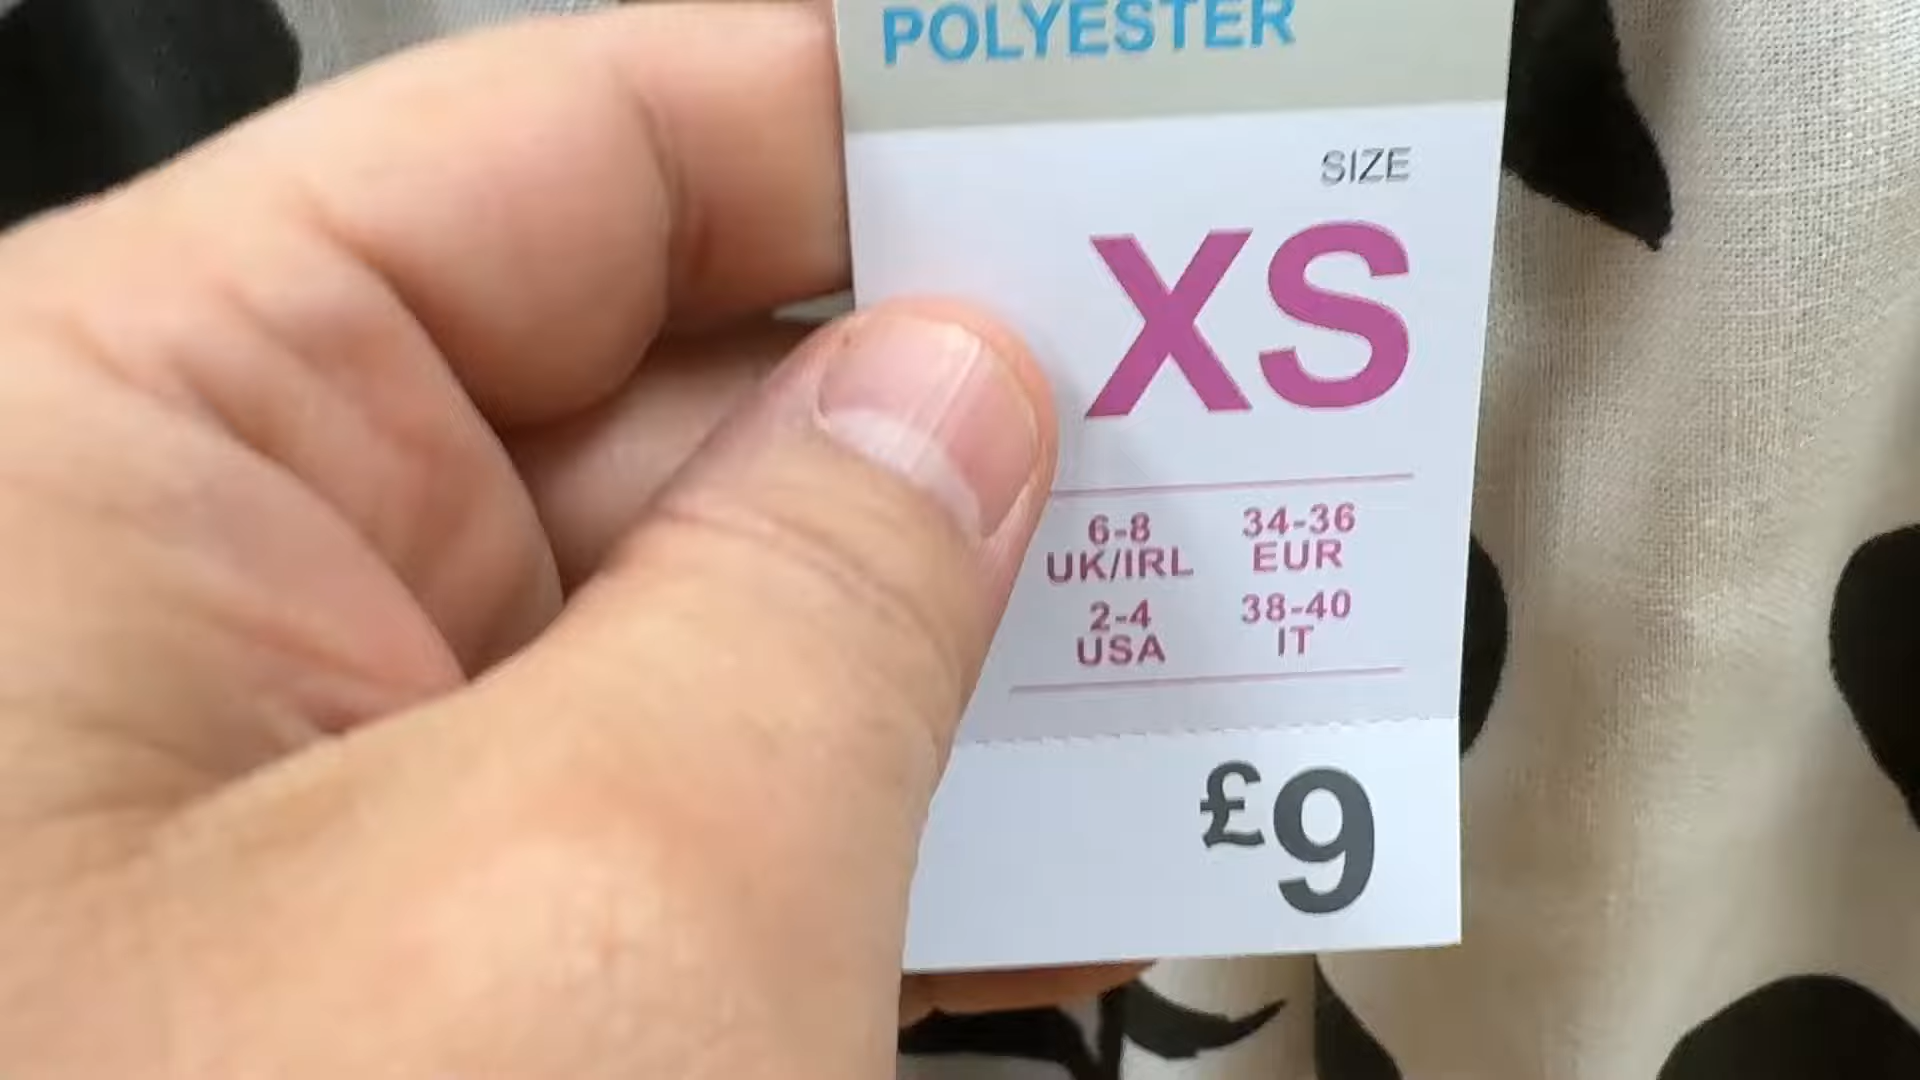 POLYESTER
SIZE
XS
6-8 34-36
UK/IRL EUR
2-4 38-40
USA IT
£9